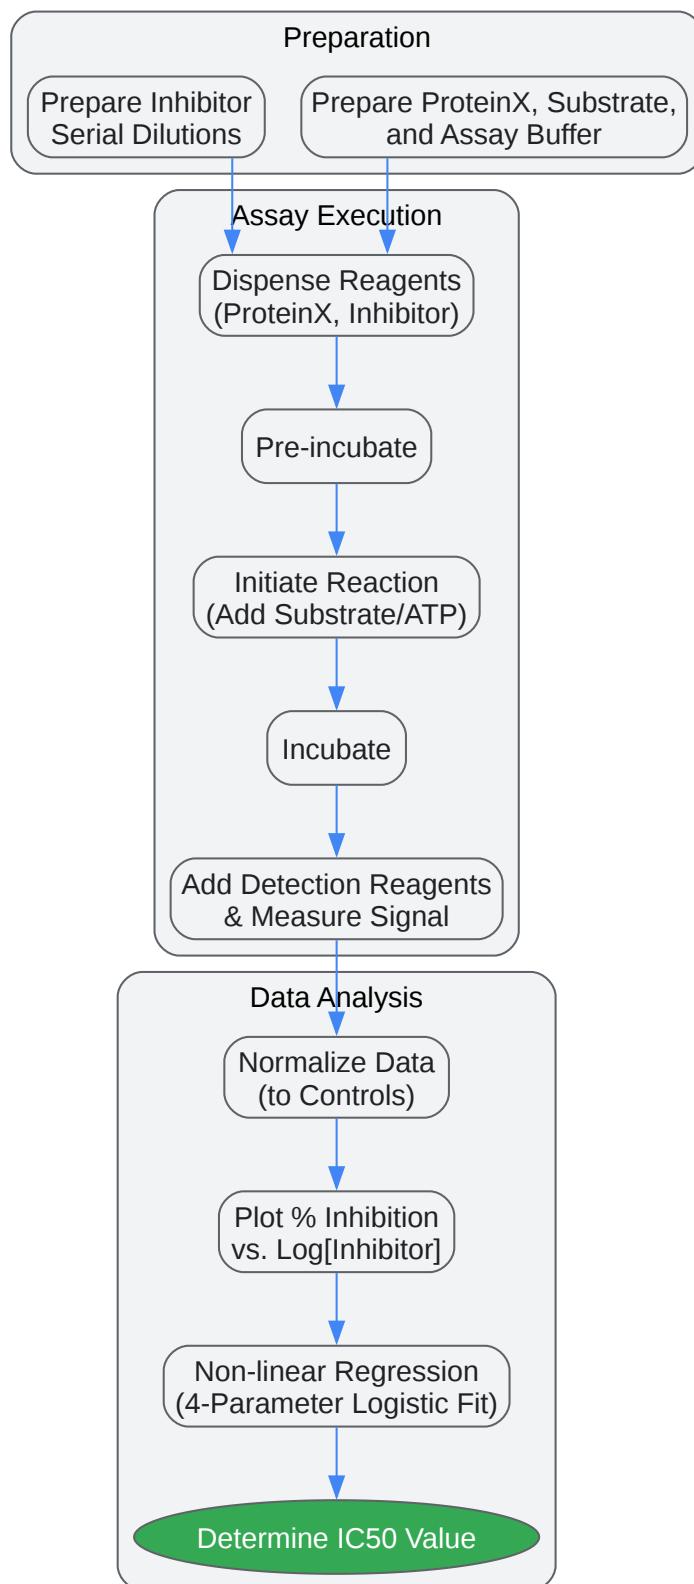 Preparation
Prepare Inhibitor
Serial Dilutions
Prepare ProteinX, Substrate,
and Assay Buffer
Assay Execution
Dispense Reagents
(ProteinX, Inhibitor)
Pre-incubate
Initiate Reaction
(Add Substrate/ATP)
Incubate
Add Detection Reagents
& Measure Signal
Data Analysis
Normalize Data
(to Controls)
Plot % Inhibition
vs. Log[Inhibitor]
Non-linear Regression
(4-Parameter Logistic Fit)
Determine IC50 Value